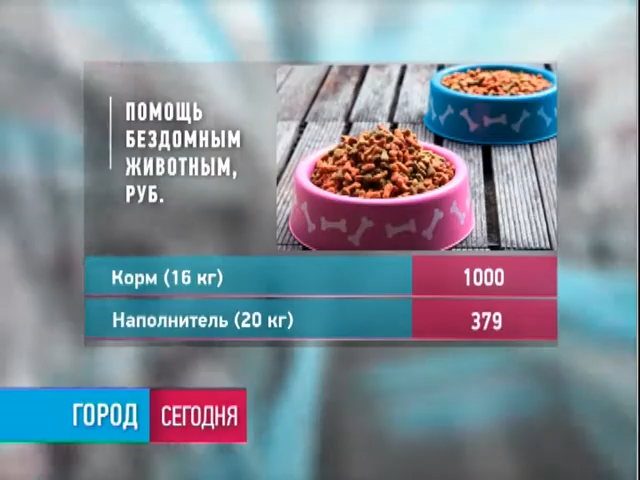 ПОМОЩЬ
БЕЗДОМНЫМ
ЖИВОТНЫМ,
РУБ.
Корм (16 кг) 1000
Наполнитель (20 кг) 379
ГОРОД СЕГОДНЯ